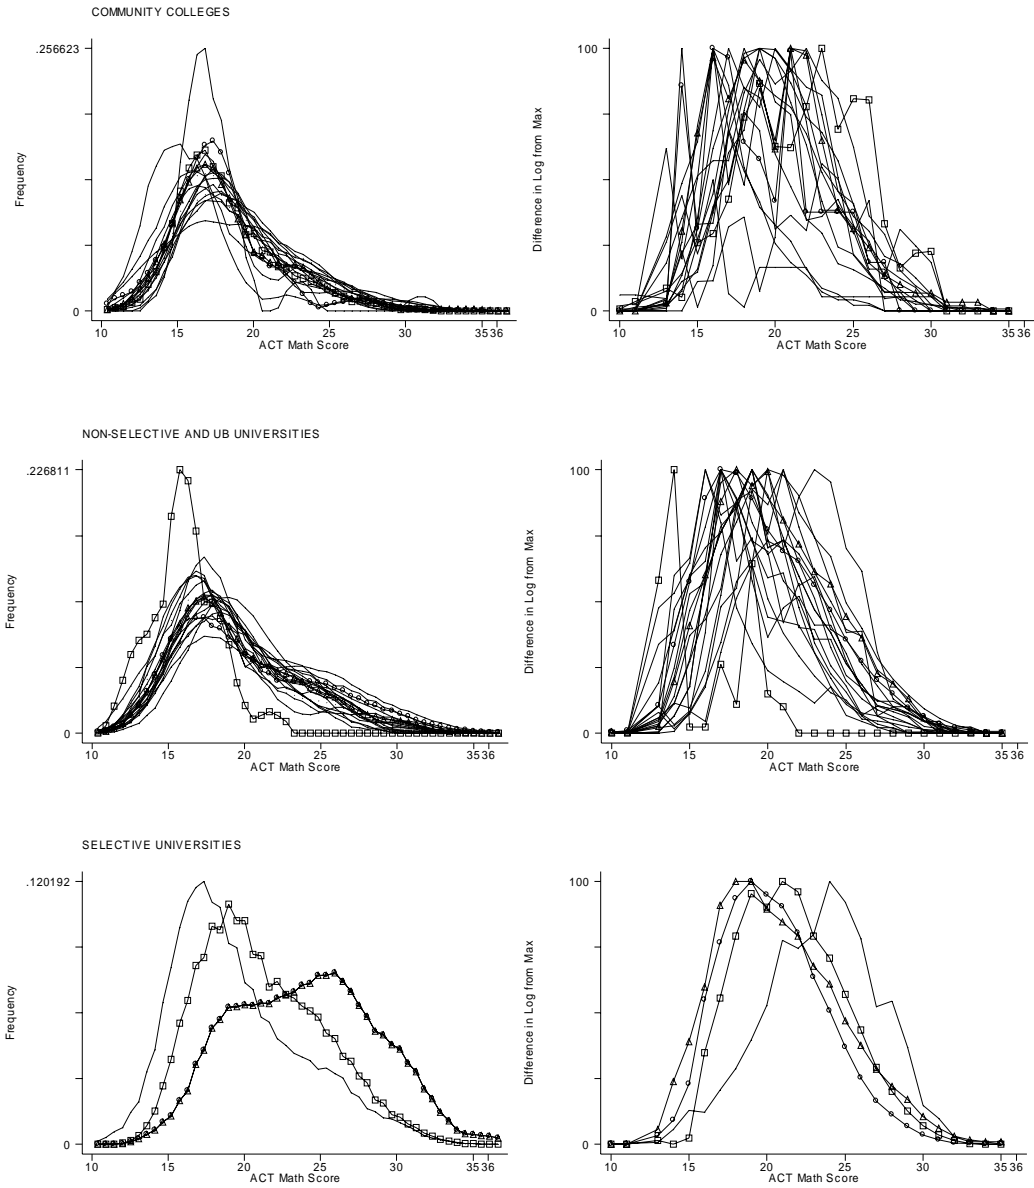 COMMUNITY COLLEGES
.256623
Frequency
0
10 15 20 25 30 35 36
ACT Math Score
100
Difference in Log from Max
50
0
10 15 20 25 30 35 36
ACT Math Score
NON-SELECTIVE AND UB UNIVERSITIES
.226811
Frequency
0
10 15 20 25 30 35 36
ACT Math Score
100
Difference in Log from Max
50
0
10 15 20 25 30 35 36
ACT Math Score
SELECTIVE UNIVERSITIES
.120192
Frequency
0
10 15 20 25 30 35 36
ACT Math Score
100
Difference in Log from Max
50
0
10 15 20 25 30 35 36
ACT Math Score